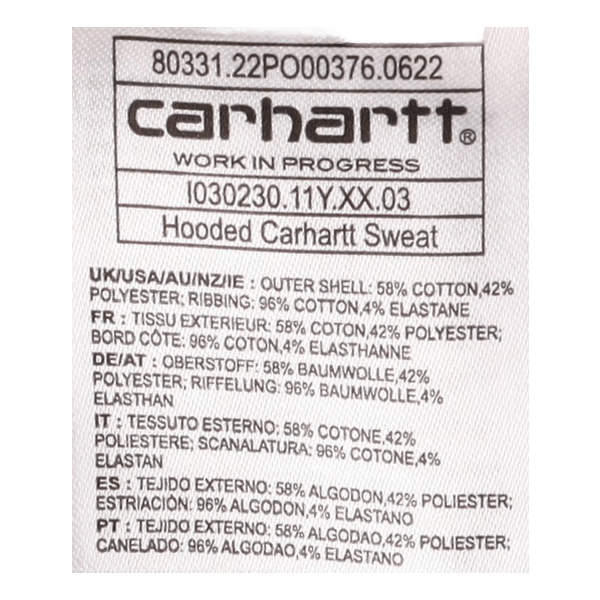 80331.22PO00376.0622
carhartt®
WORK IN PROGRESS
I030230.11Y.XX.03
Hooded Carhartt Sweat
UK/USA/AU/NZ/IE : OUTER SHELL: 58% COTTON,42%
POLYESTER; RIBBING: 96% COTTON,4% ELASTANE
FR : TISSU EXTERIEUR: 58% COTON,42% POLYESTER;
BORD CÔTE: 96% COTON,4% ELASTHANNE
DE/AT : OBERSTOFF: 58% BAUMWOLLE,42%
POLYESTER; RIFFELUNG: 96% BAUMWOLLE,4%
ELASTHAN
IT : TESSUTO ESTERNO: 58% COTONE,42%
POLIESTERE; SCANALATURA: 96% COTONE,4%
ELASTAN
ES : TEJIDO EXTERNO: 58% ALGODON,42% POLIESTER;
ESTRIACIÒN: 96% ALGODON,4% ELASTANO
PT : TEJIDO EXTERNO: 58% ALGODAO,42% POLIESTER;
CANELADO: 96% ALGODAO,4% ELASTANO